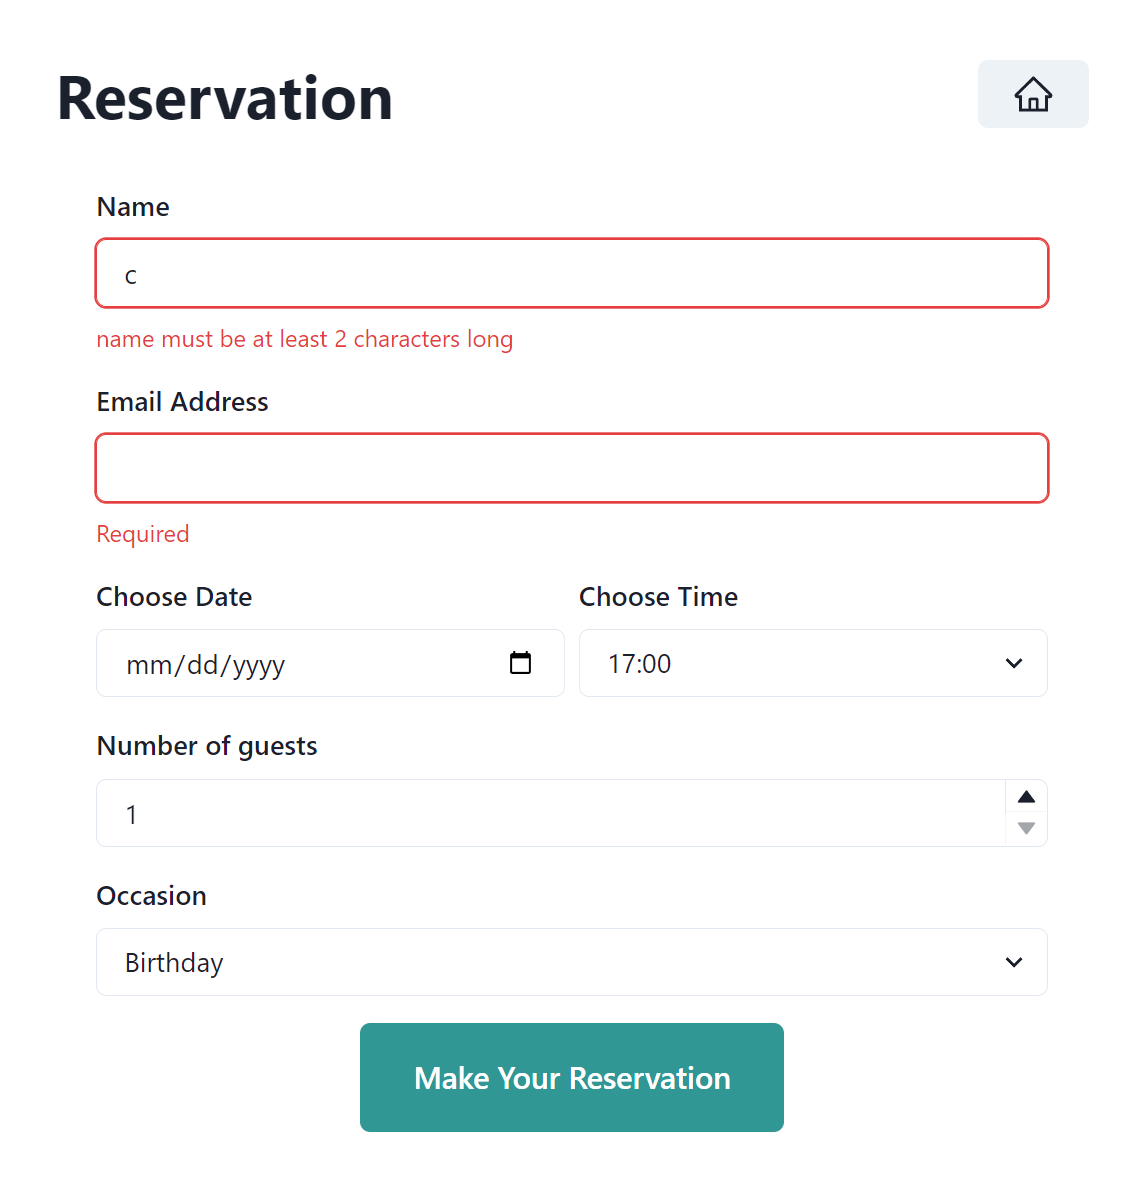 Reservation
Name
c
name must be at least 2 characters long
Email Address
Required
Choose Date
Choose Time
mm/dd/yyyy
17:00
Number of guests
1
Occasion
Birthday
Make Your Reservation